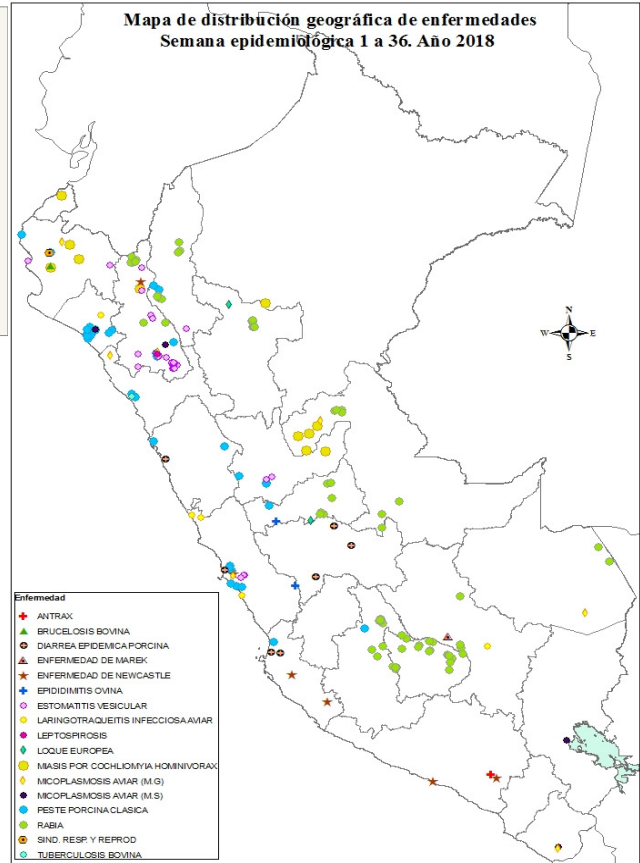 Mapa de distribución geográfica de enfermedades
Semana epidemiológica 1 a 36. Año 2018
N
W E
S
Enfermedad
ANTRAX
BRUCELOSIS BOVINA
DIARREA EPIDEMICA PORCINA
ENFERMEDAD DE MAREK
ENFERMEDAD DE NEWCASTLE
EPIDIDIMITIS OVINA
ESTOMATITIS VESICULAR
LARINGOTRAQUEITIS INFECCIOSA AVIAR
LEPTOSPIROSIS
LOQUE EUROPEA
MIASIS POR COCHLIOMYIA HOMINIVORAX
MICOPLASMOSIS AVIAR (M.G)
MICOPLASMOSIS AVIAR (M.S)
PESTE PORCINA CLASICA
RABIA
SIND. RESP. Y REPROD
TUBERCULOSIS BOVINA